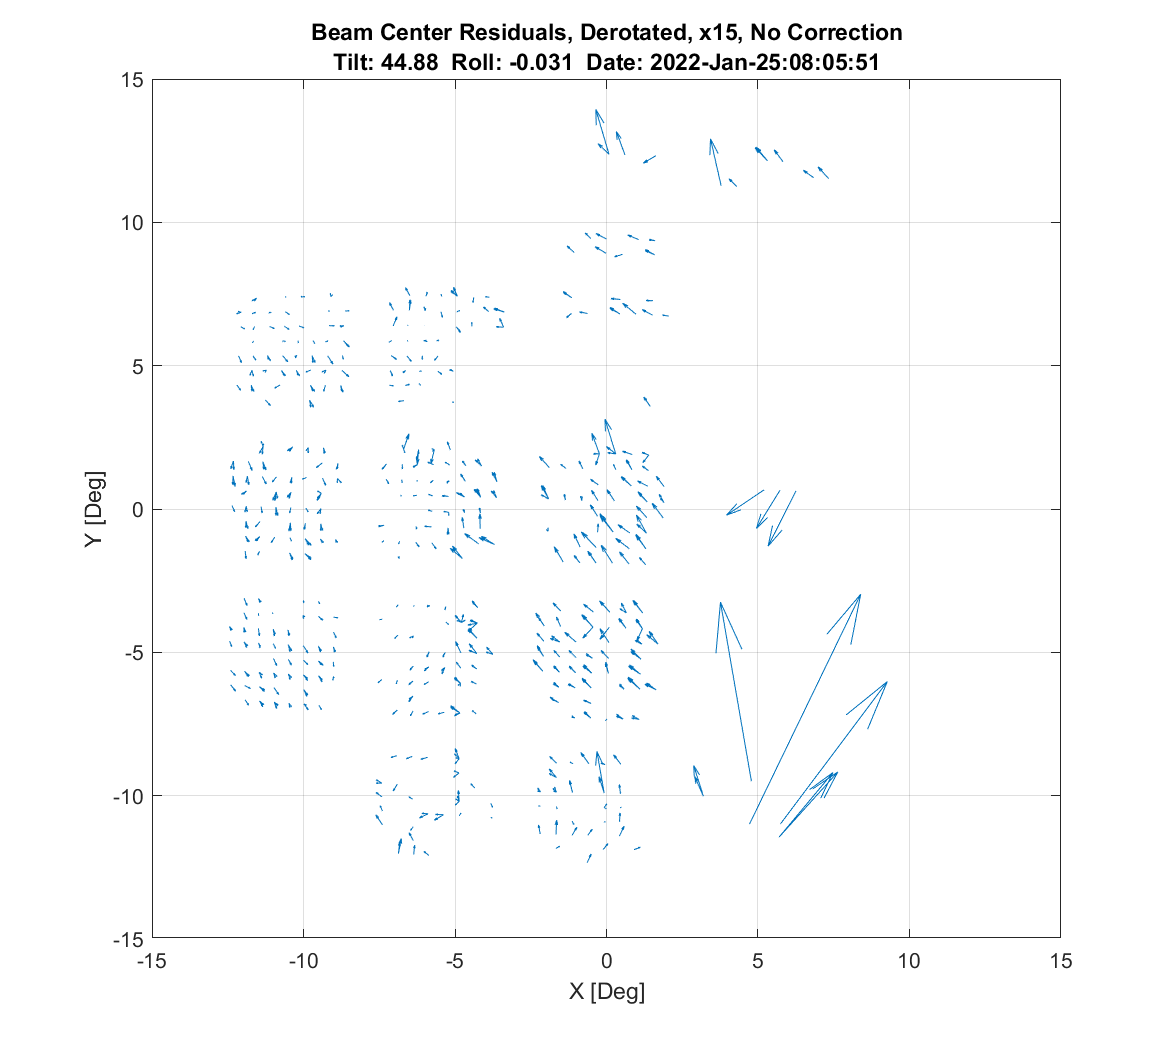 Beam Center Residuals, Derotated, x15, No Correction
Tilt: 44.88 Roll: -0.031 Date: 2022-Jan-25:08:05:51
15
10
5
0
-5
-10
-15
Y [Deg]
-15 -10 -5 0 5 10 15
X [Deg]